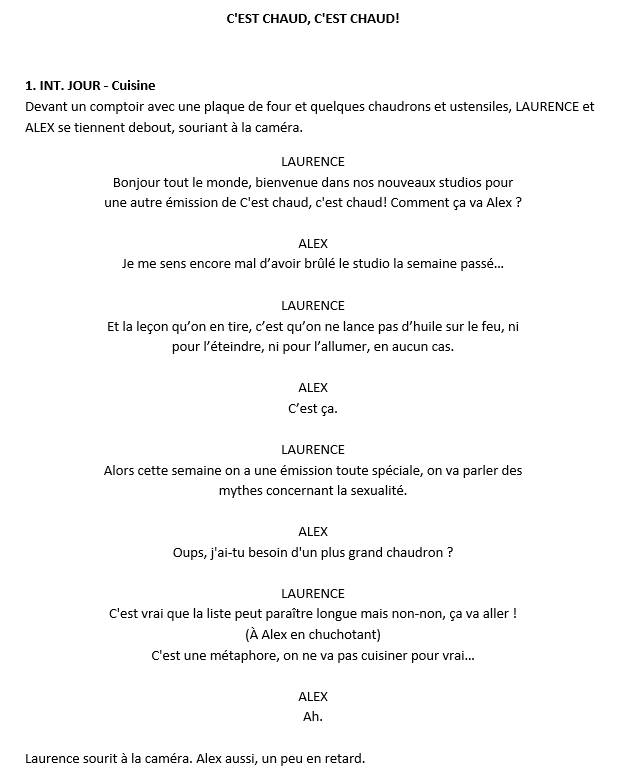 C'EST CHAUD, C'EST CHAUD!
1. INT. JOUR - Cuisine
Devant un comptoir avec une plaque de four et quelques chaudrons et ustensiles, LAURENCE et
ALEX se tiennent debout, souriant à la caméra.
LAURENCE
Bonjour tout le monde, bienvenue dans nos nouveaux studios pour
une autre émission de C'est chaud, c'est chaud! Comment ça va Alex ?
ALEX
Je me sens encore mal d’avoir brûlé le studio la semaine passé…
LAURENCE
Et la leçon qu’on en tire, c’est qu’on ne lance pas d’huile sur le feu, ni
pour l’éteindre, ni pour l’allumer, en aucun cas.
ALEX
C’est ça.
LAURENCE
Alors cette semaine on a une émission toute spéciale, on va parler des
mythes concernant la sexualité.
ALEX
Oups, j'ai-tu besoin d'un plus grand chaudron ?
LAURENCE
C'est vrai que la liste peut paraître longue mais non-non, ça va aller !
(À Alex en chuchotant)
C'est une métaphore, on ne va pas cuisiner pour vrai…
ALEX
Ah.
Laurence sourit à la caméra. Alex aussi, un peu en retard.